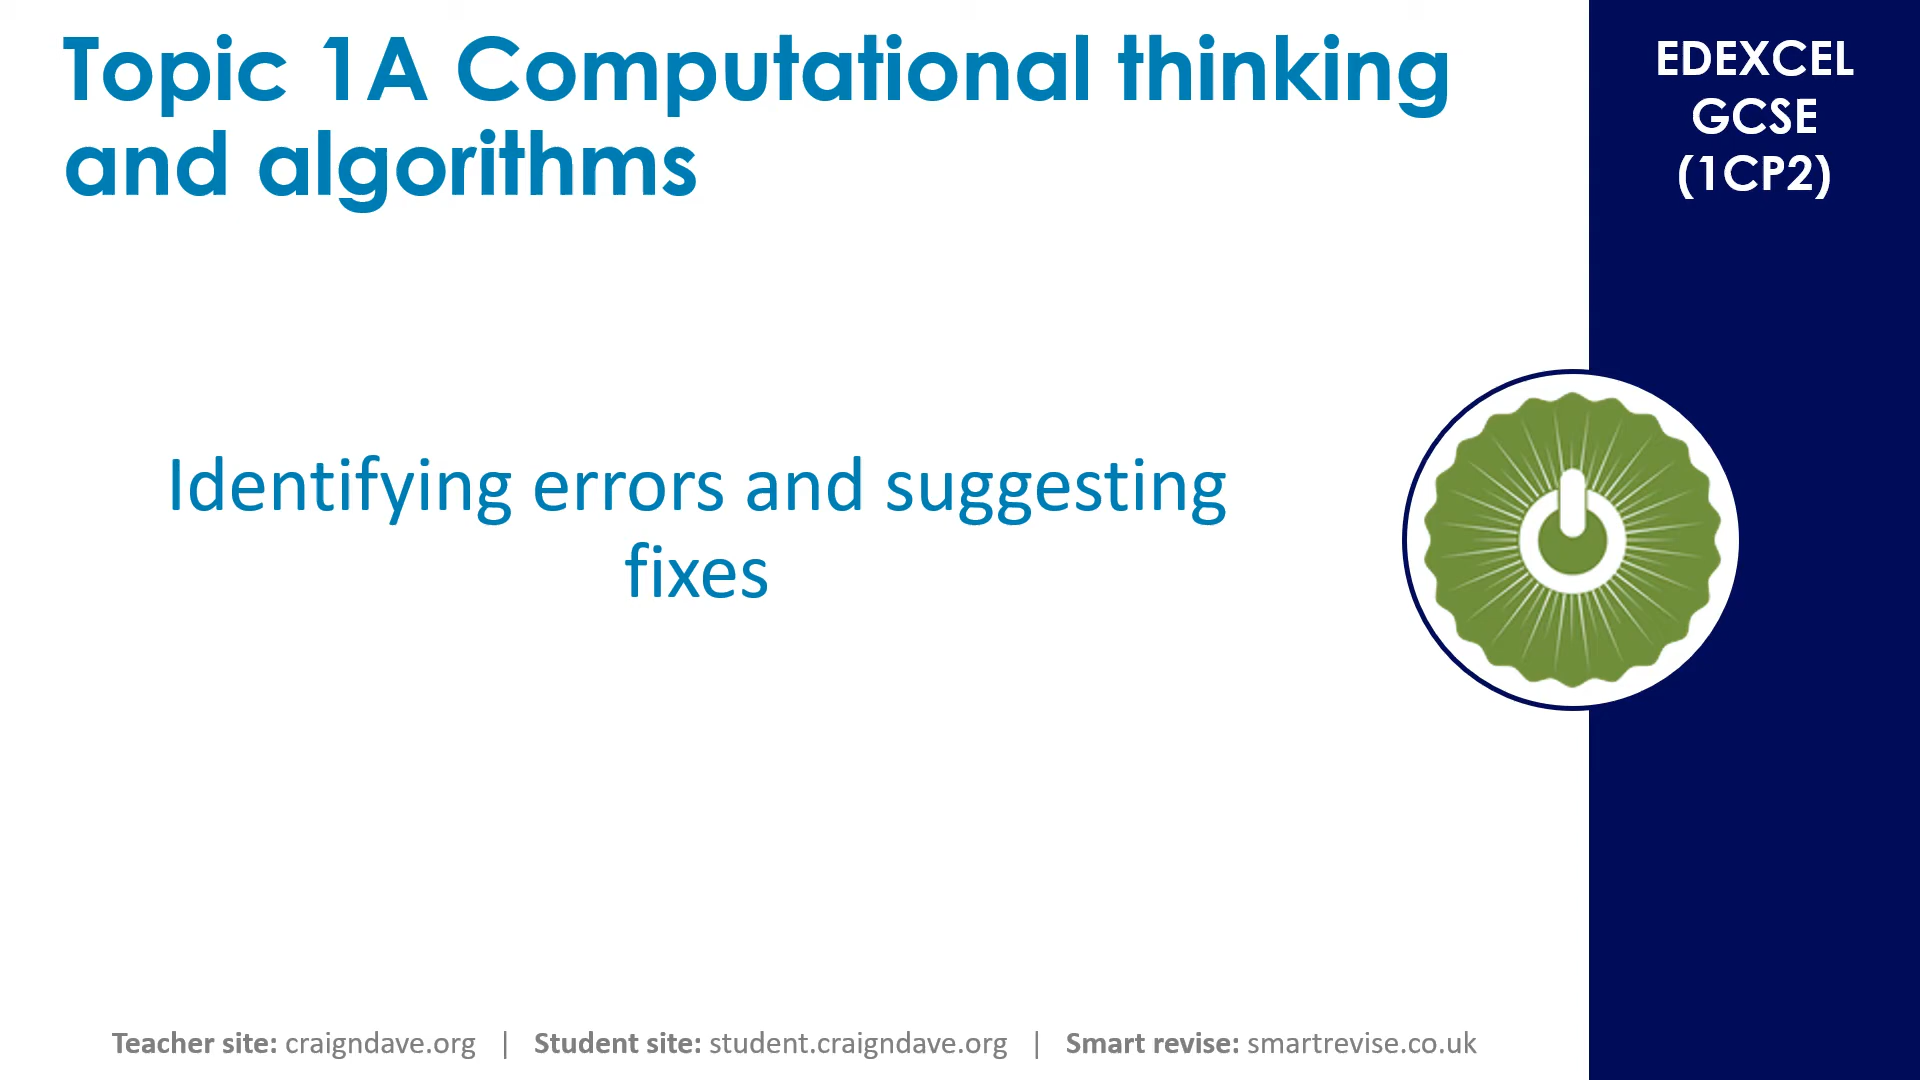 Topic 1A Computational thinking
and algorithms
EDEXCEL
GCSE
(1CP2)
Identifying errors and suggesting
fixes
Teacher site: craigndave.org | Student site: student.craigndave.org | Smart revise: smartrevise.co.uk